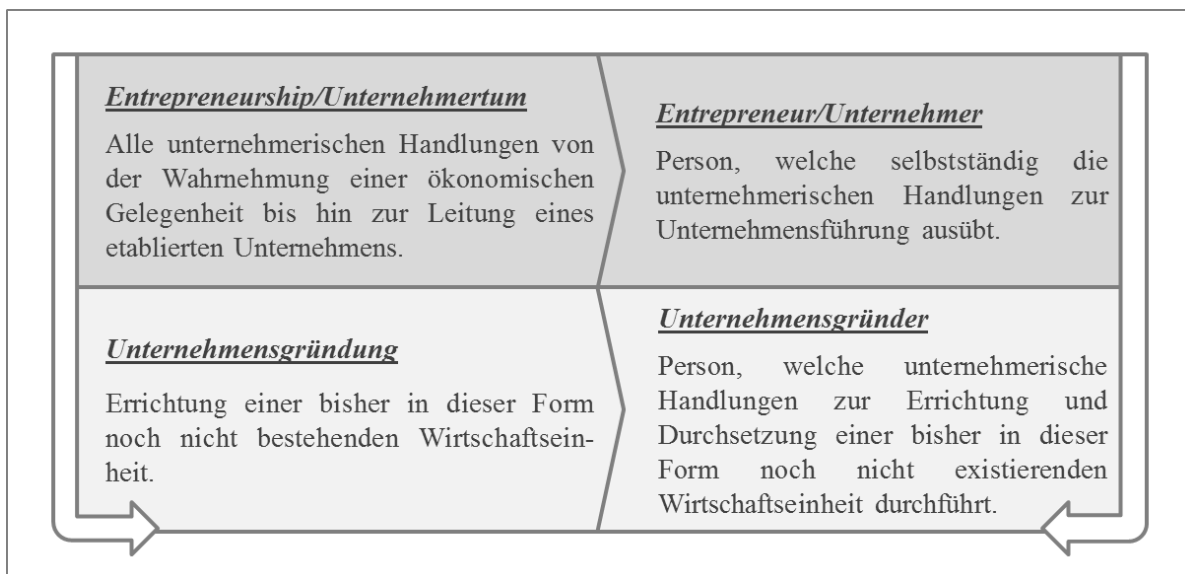 Entrepreneurship/Unternehmertum
Alle unternehmerischen Handlungen von
der Wahrnehmung einer ökonomischen
Gelegenheit bis hin zur Leitung eines
etablierten Unternehmens.
Entrepreneur/Unternehmer
Person, welche selbstständig die
unternehmerischen Handlungen zur
Unternehmensführung ausübt.
Unternehmensgründung
Errichtung einer bisher in dieser Form
noch nicht bestehenden Wirtschaftsein-
heit.
Unternehmensgründer
Person, welche unternehmerische
Handlungen zur Errichtung und
Durchsetzung einer bisher in dieser
Form noch nicht existierenden
Wirtschaftseinheit durchführt.